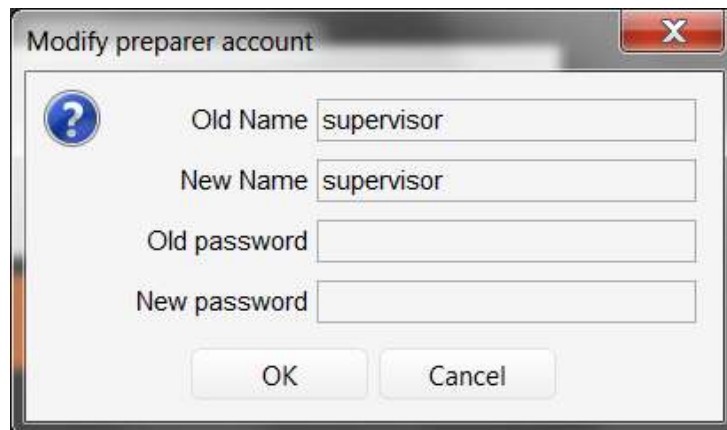 Modify preparer account
Old Name supervisor
New Name supervisor
Old password
New password
OK Cancel